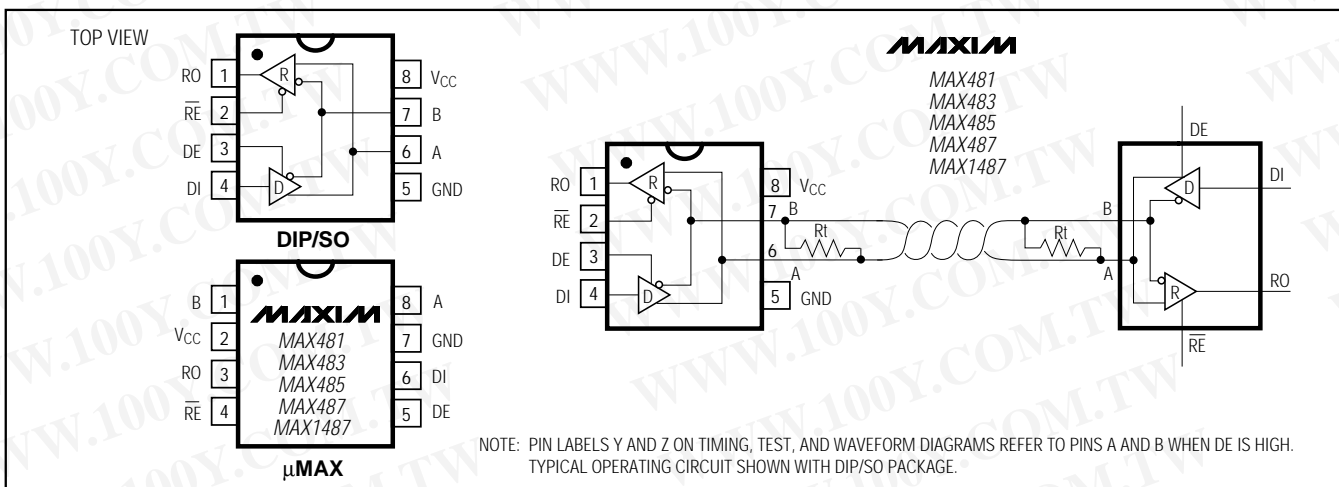 TOP VIEW
RO 1
R
8 VCC
RE 2
7 B
DE 3
6 A
DI 4
D
5 GND
DIP/SO
B 1
MAXIM
8 A
VCC 2
MAX481
7 GND
MAX483
RO 3
MAX485
6 DI
MAX487
RE 4
MAX1487
5 DE
µMAX
MAXIM
MAX481
MAX483
MAX485
MAX487
MAX1487
RO 1
R
8 VCC
RE 2
7 B
DE 3
6
A
DI 4
D
5 GND
Rt
Rt
DE
D
DI
B
A
R
RO
RE
NOTE: PIN LABELS Y AND Z ON TIMING, TEST, AND WAVEFORM DIAGRAMS REFER TO PINS A AND B WHEN DE IS HIGH.
TYPICAL OPERATING CIRCUIT SHOWN WITH DIP/SO PACKAGE.
WWW.100Y.COM.TW